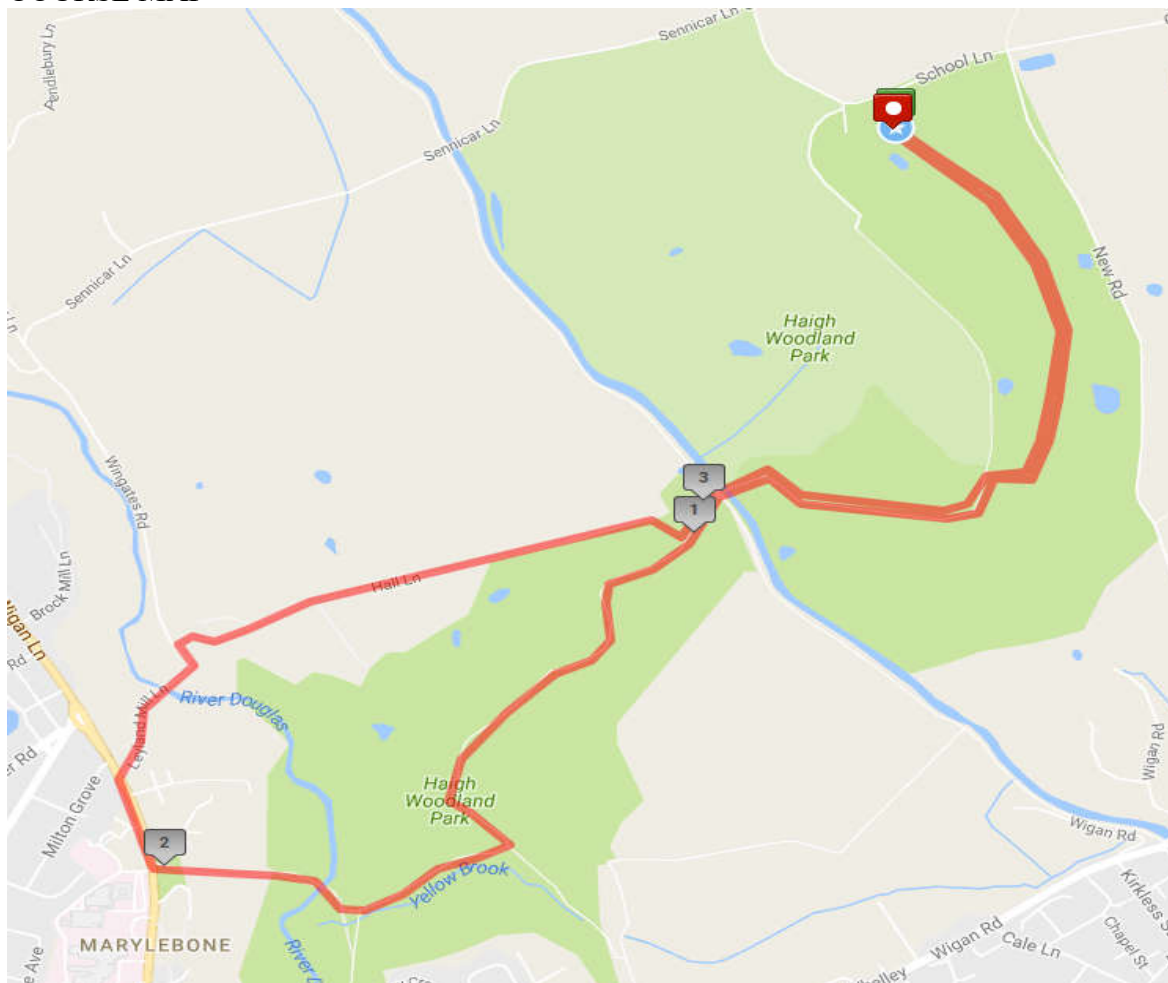 Sennicar Ln
School Ln
Pendlebury Ln
Sennicar Ln
Sennicar Ln
New Rd
Haigh
Woodland
Park
3
1
Wingates Rd
Brock Mill Ln
Hall Ln
Wigan Ln
Rd
Leyland Mill Ln
River Douglas
Milton Grove
Haigh
Woodland
Park
2
Yellow Brook
Wigan Rd
Wigan Rd
Kirkless St
Chapel St
Cale Ln
Wigan Rd
MARYLEBONE